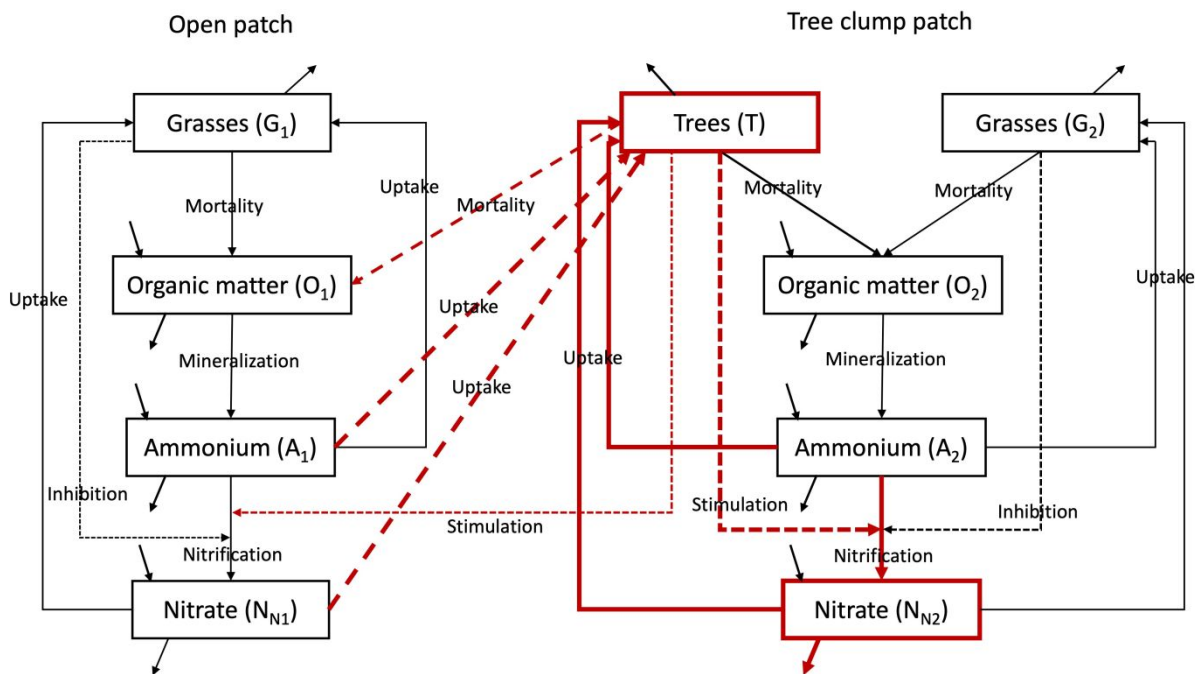 Open patch
Tree clump patch
Grasses (G₁)
Trees (T)
Grasses (G₂)
Mortality
Uptake
Mortality
Mortality
Mortality
Organic matter (O₁)
Organic matter (O₂)
Uptake
Uptake
Uptake
Mineralization
Uptake
Uptake
Mineralization
Ammonium (A₁)
Ammonium (A₂)
Inhibition
Stimulation
Stimulation
Inhibition
Nitrification
Nitrification
Nitrate (N_N1)
Nitrate (N_N2)